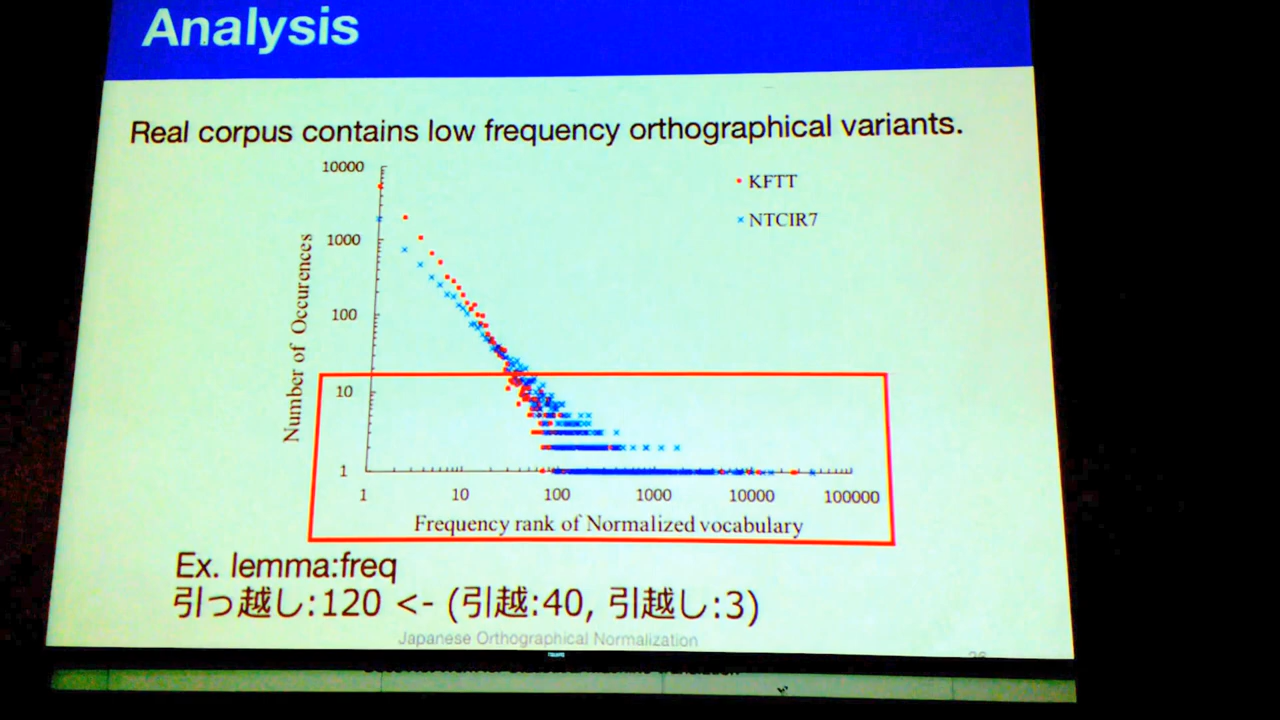 Analysis
Real corpus contains low frequency orthographical variants.
10000
1000
100
10
1
Number of Occurences
KFTT
NTCIR7
1 10 100 1000 10000 100000
Frequency rank of Normalized vocabulary
Ex. lemma:freq
引っ越し:120 <- (引越:40, 引越し:3)
Japanese Orthographical Normalization